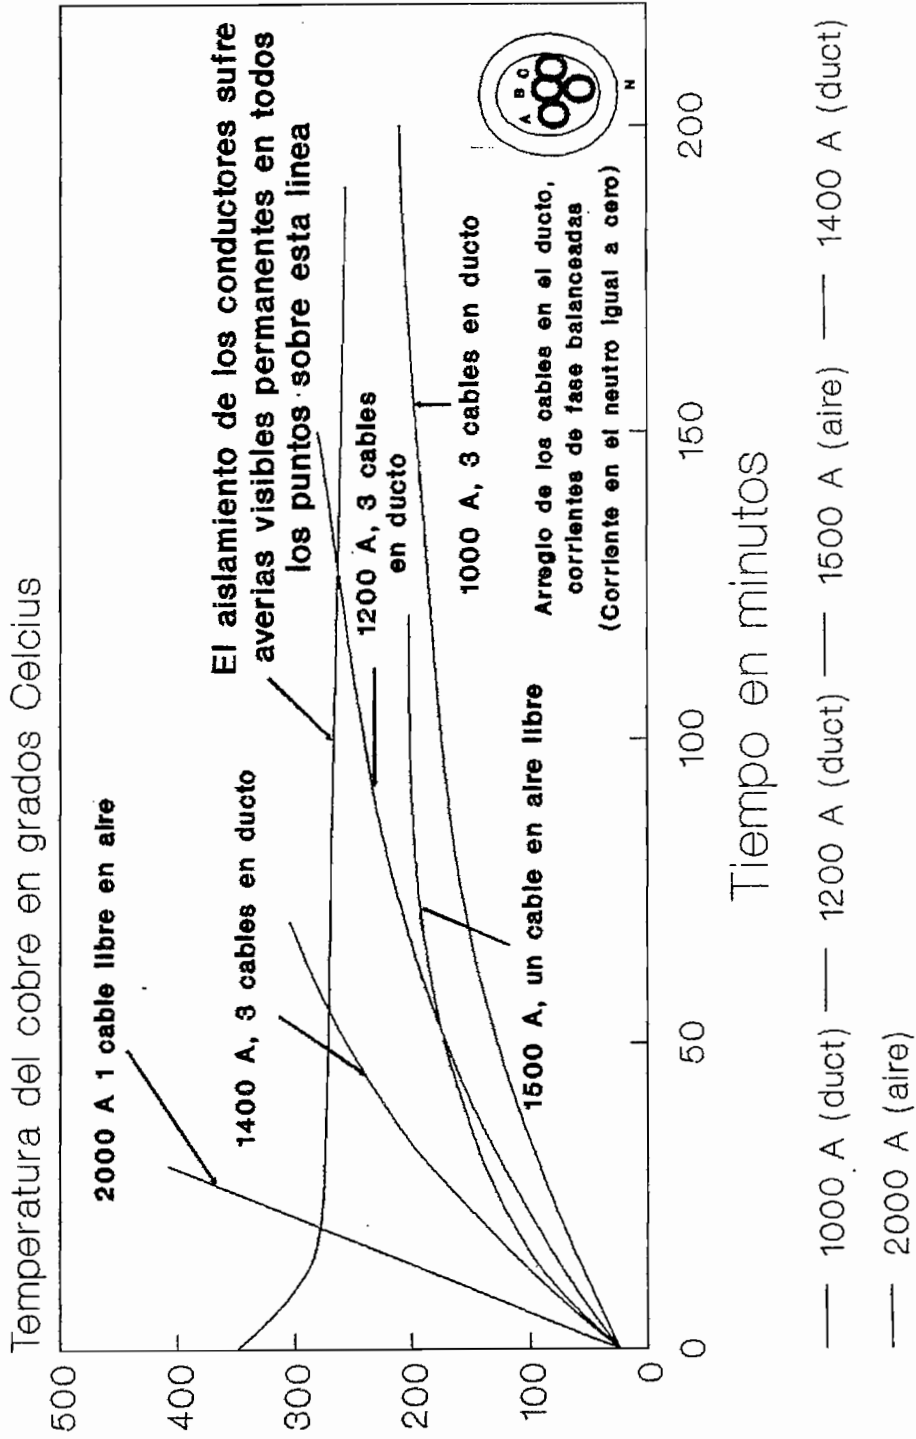 Temperatura del cobre en grados Celcius
500
400
300
200
100
0
2000 A 1 cable libre en aire
1400 A, 3 cables en ducto
El aislamiento de los conductores sufre
averias visibles permanentes en todos
los puntos sobre esta linea
1200 A, 3 cables
en ducto
1000 A, 3 cables en ducto
1500 A, un cable en aire libre
Arreglo de los cables en el ducto,
corrientes de fase balanceadas
(Corriente en el neutro igual a cero)
A B C
N
0 50 100 150 200
Tiempo en minutos
1000 A (duct) 1200 A (duct) 1500 A (aire) 1400 A (duct)
2000 A (aire)